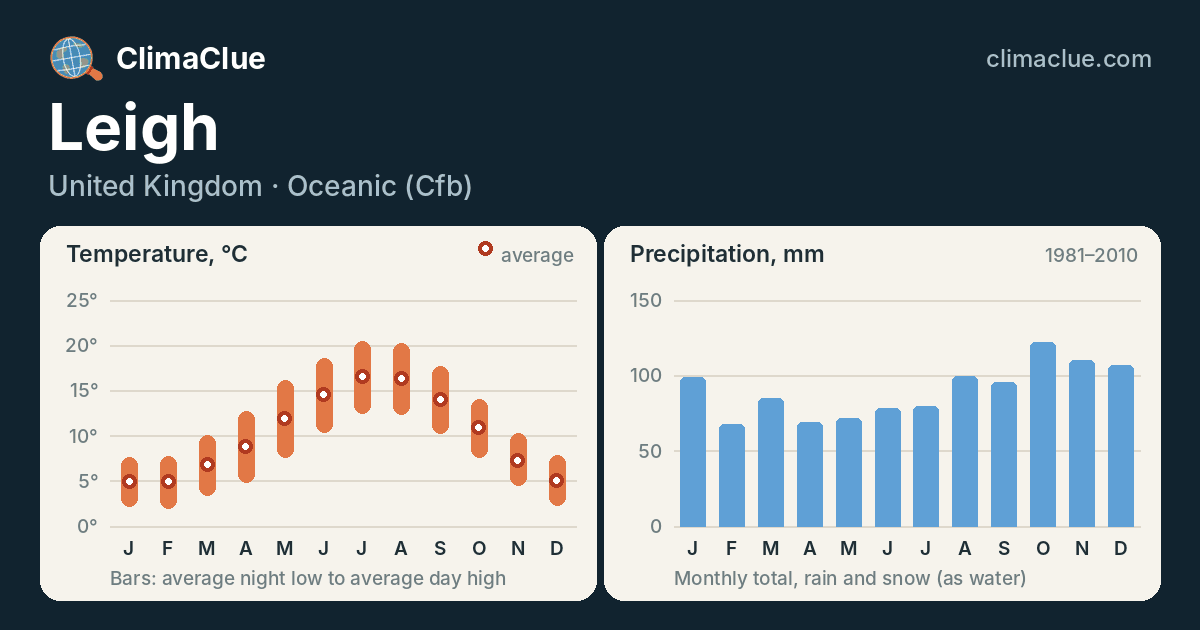 ClimaClue
climaclue.com
Leigh
United Kingdom · Oceanic (Cfb)
Temperature, °C
average
25°
20°
15°
10°
5°
0°
J F M A M J J A S O N D
Bars: average night low to average day high
Precipitation, mm
1981–2010
150
100
50
0
J F M A M J J A S O N D
Monthly total, rain and snow (as water)